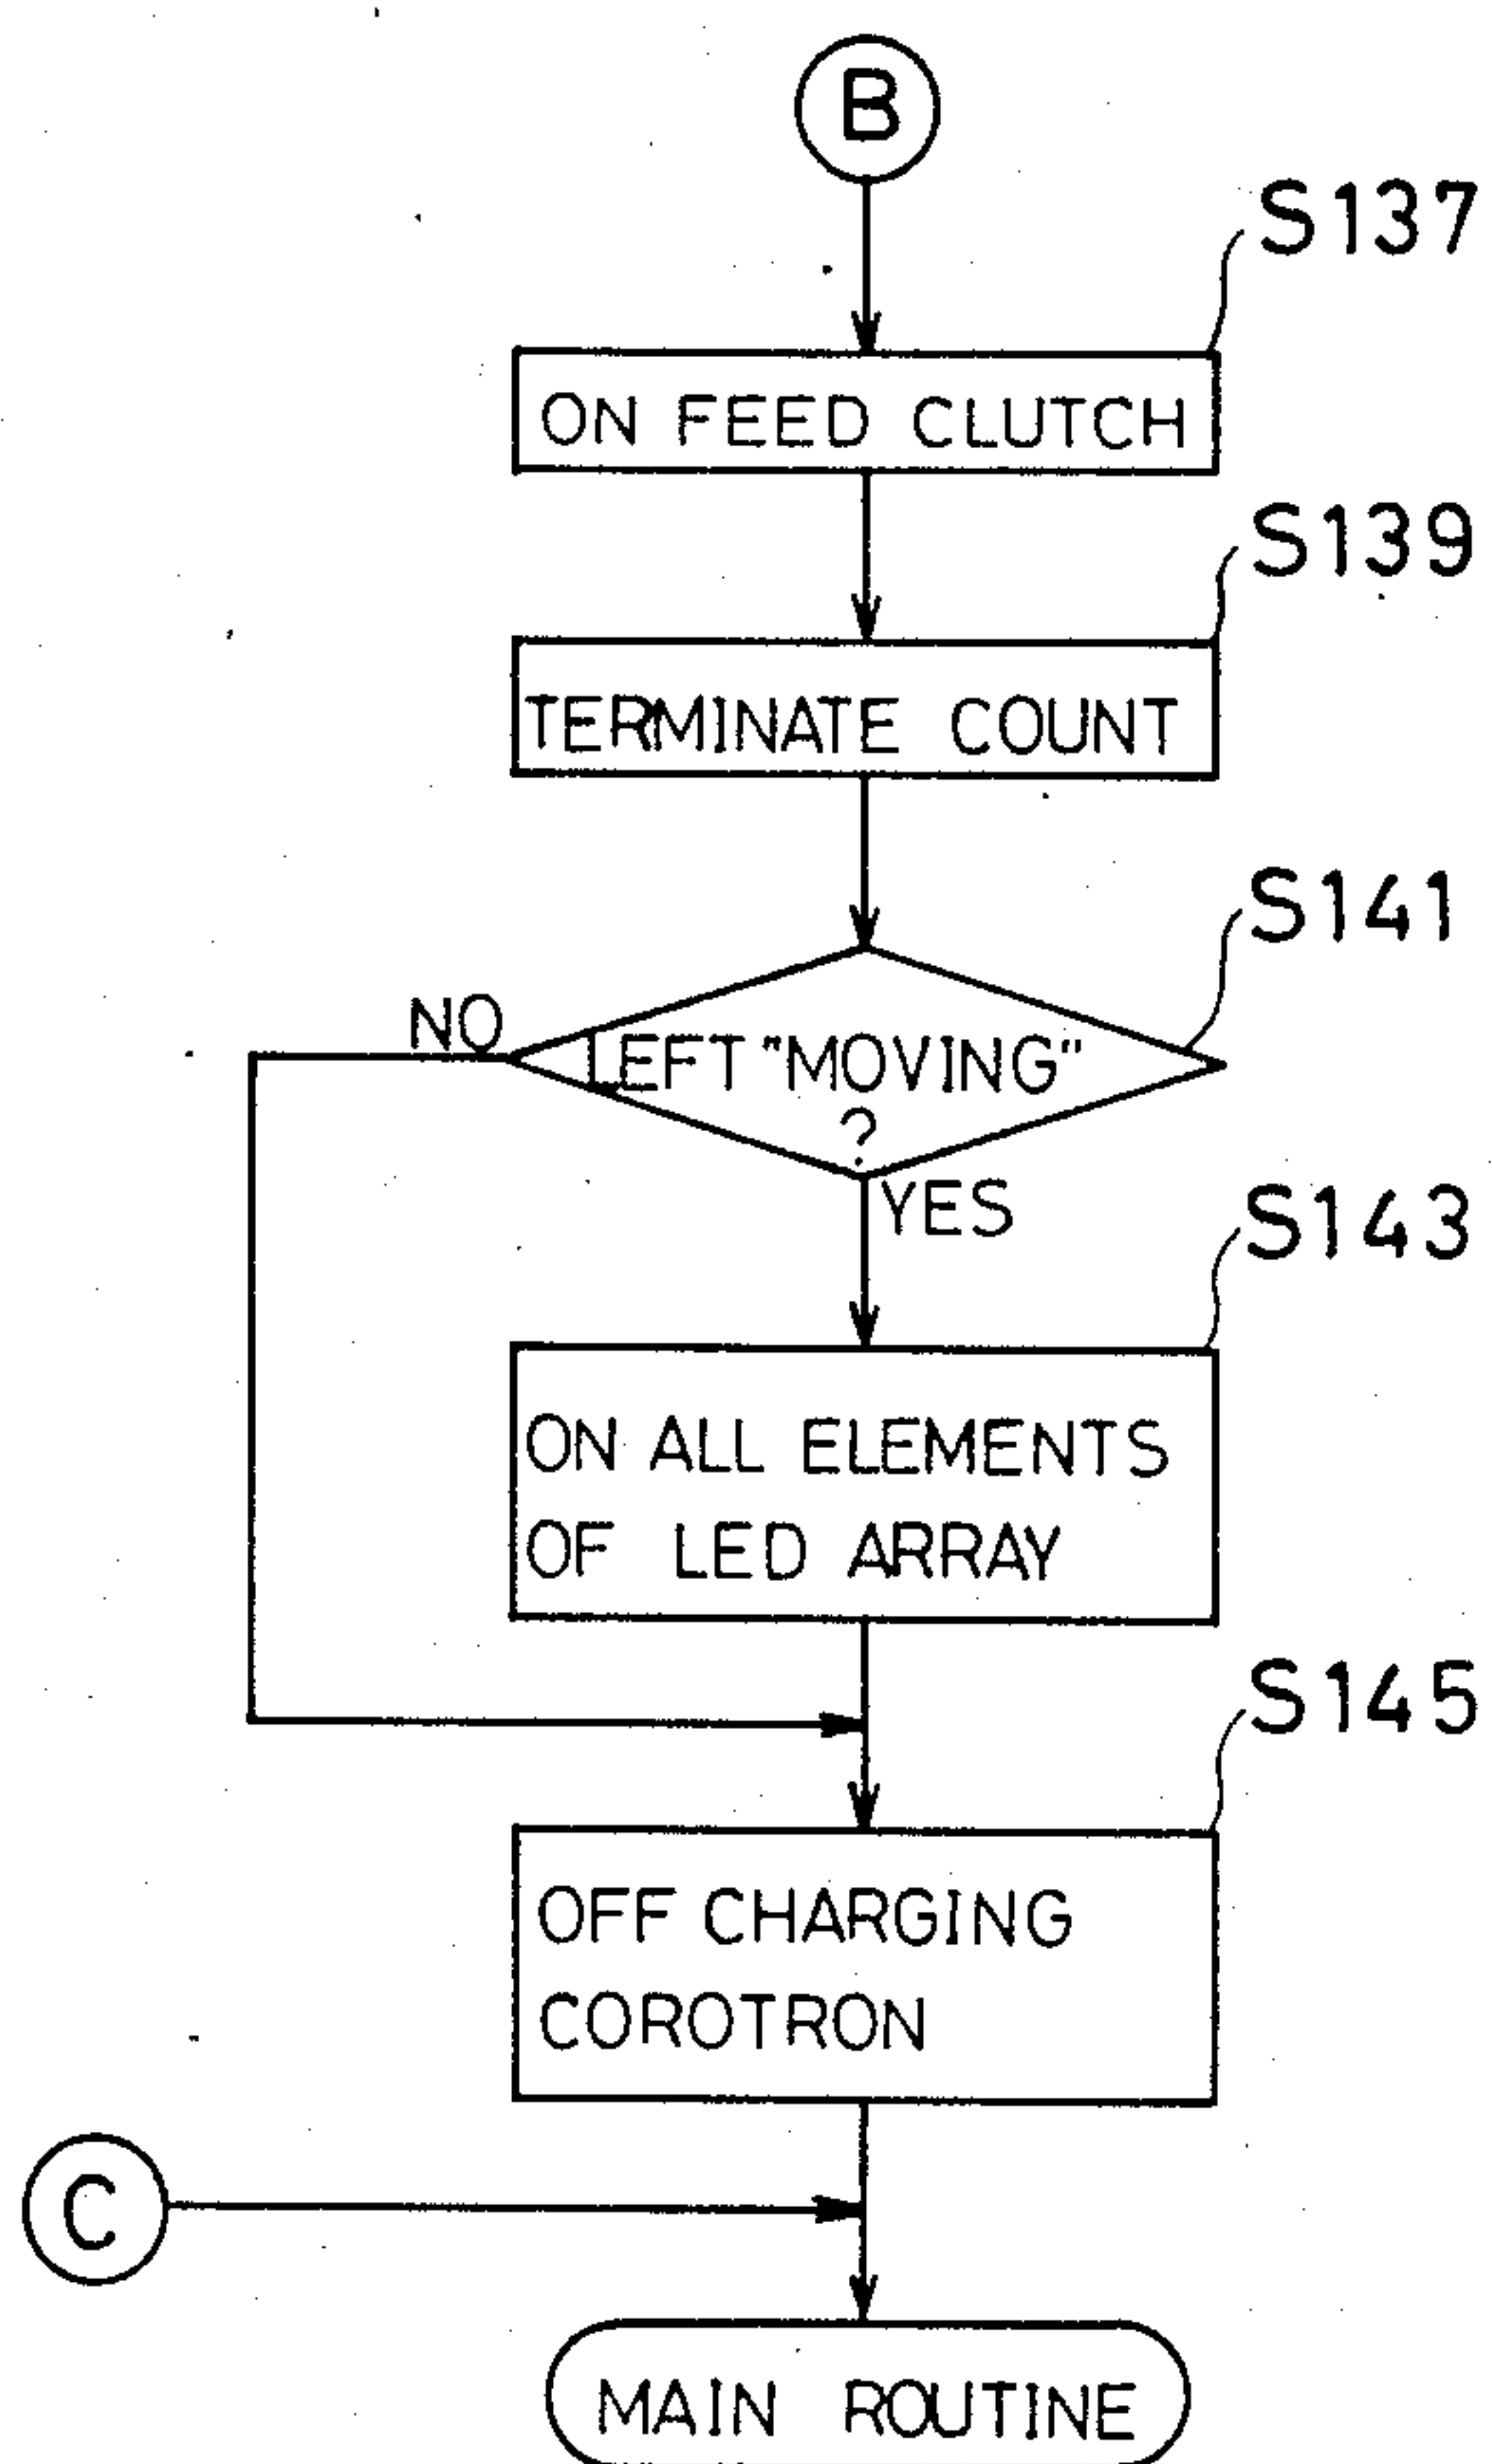 B
S137
ON FEED CLUTCH
S139
TERMINATE COUNT
S141
NO
LEFT "MOVING"
?
YES
S143
ON ALL ELEMENTS
OF LED ARRAY
S145
OFF CHARGING
COROTRON
C
MAIN ROUTINE